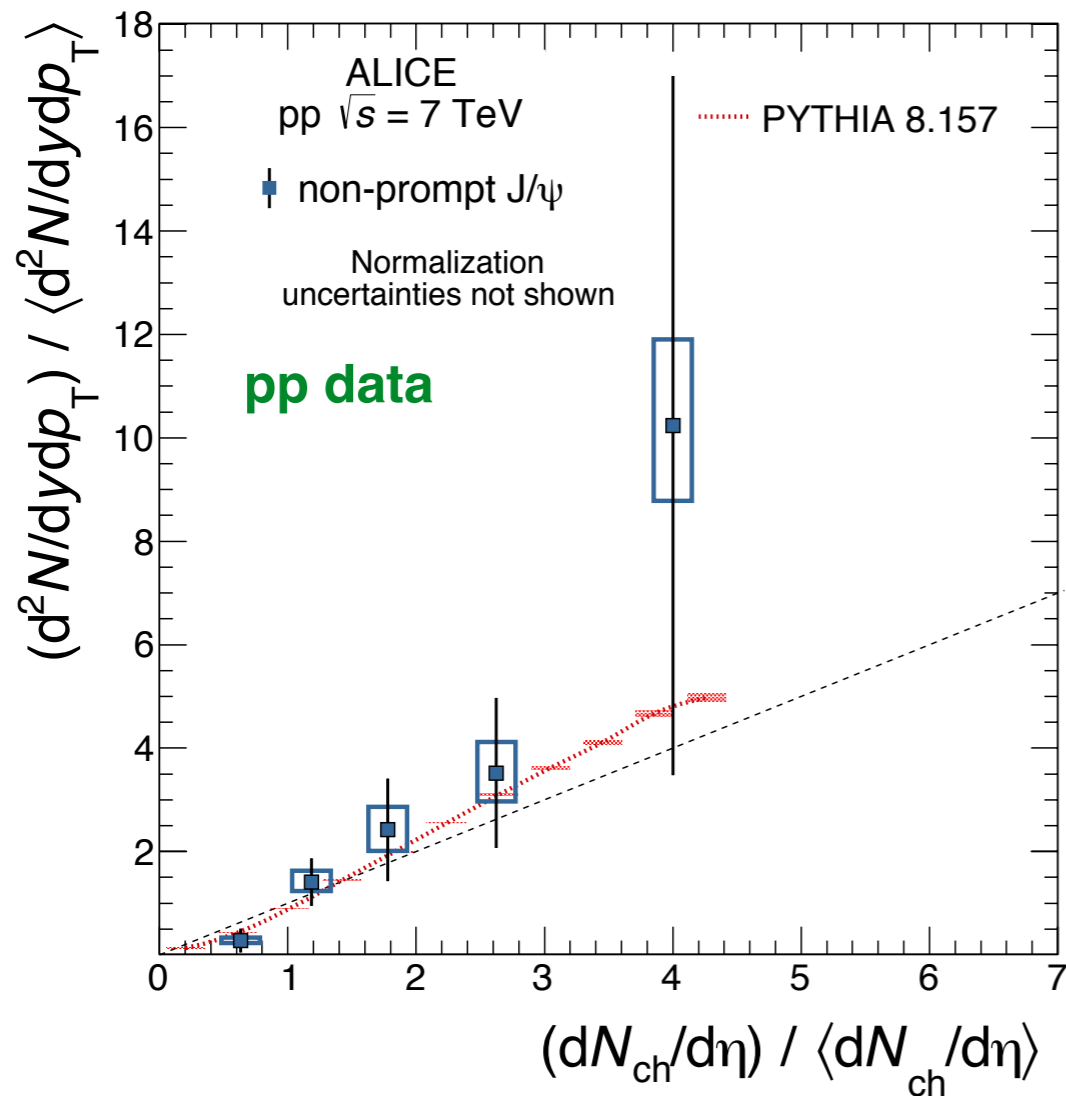 (d²N/dydp_T) / ⟨d²N/dydp_T⟩
18
16
14
12
10
8
6
4
2
ALICE
pp √s = 7 TeV
PYTHIA 8.157
non-prompt J/ψ
Normalization
uncertainties not shown
pp data
0 1 2 3 4 5 6 7
(dN_ch/dη) / ⟨dN_ch/dη⟩